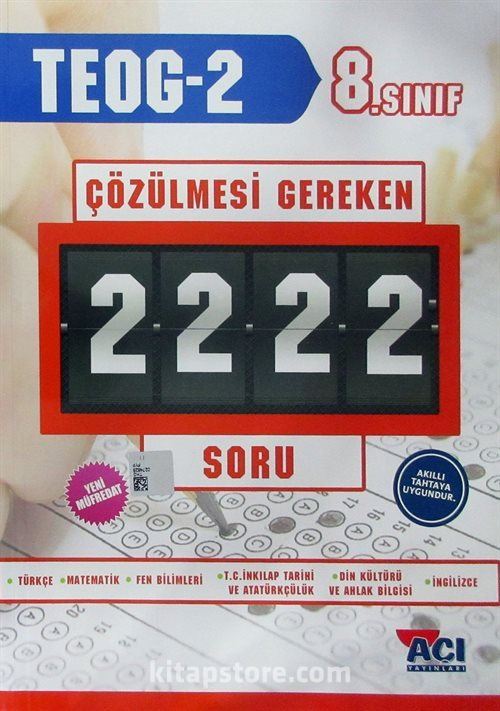 TEOG-2
8.SINIF
ÇÖZÜLMESİ GEREKEN
2222
SORU
YENİ
MÜFREDAT
AKILLI
TAHTAYA
UYGUNDUR.
• TÜRKÇE • MATEMATİK • FEN BİLİMLERİ • T.C.İNKILAP TARİHİ VE ATATÜRKÇÜLÜK • DİN KÜLTÜRÜ VE AHLAK BİLGİSİ • İNGİLİZCE
AÇI
YAYINLARI
kitapstore.com